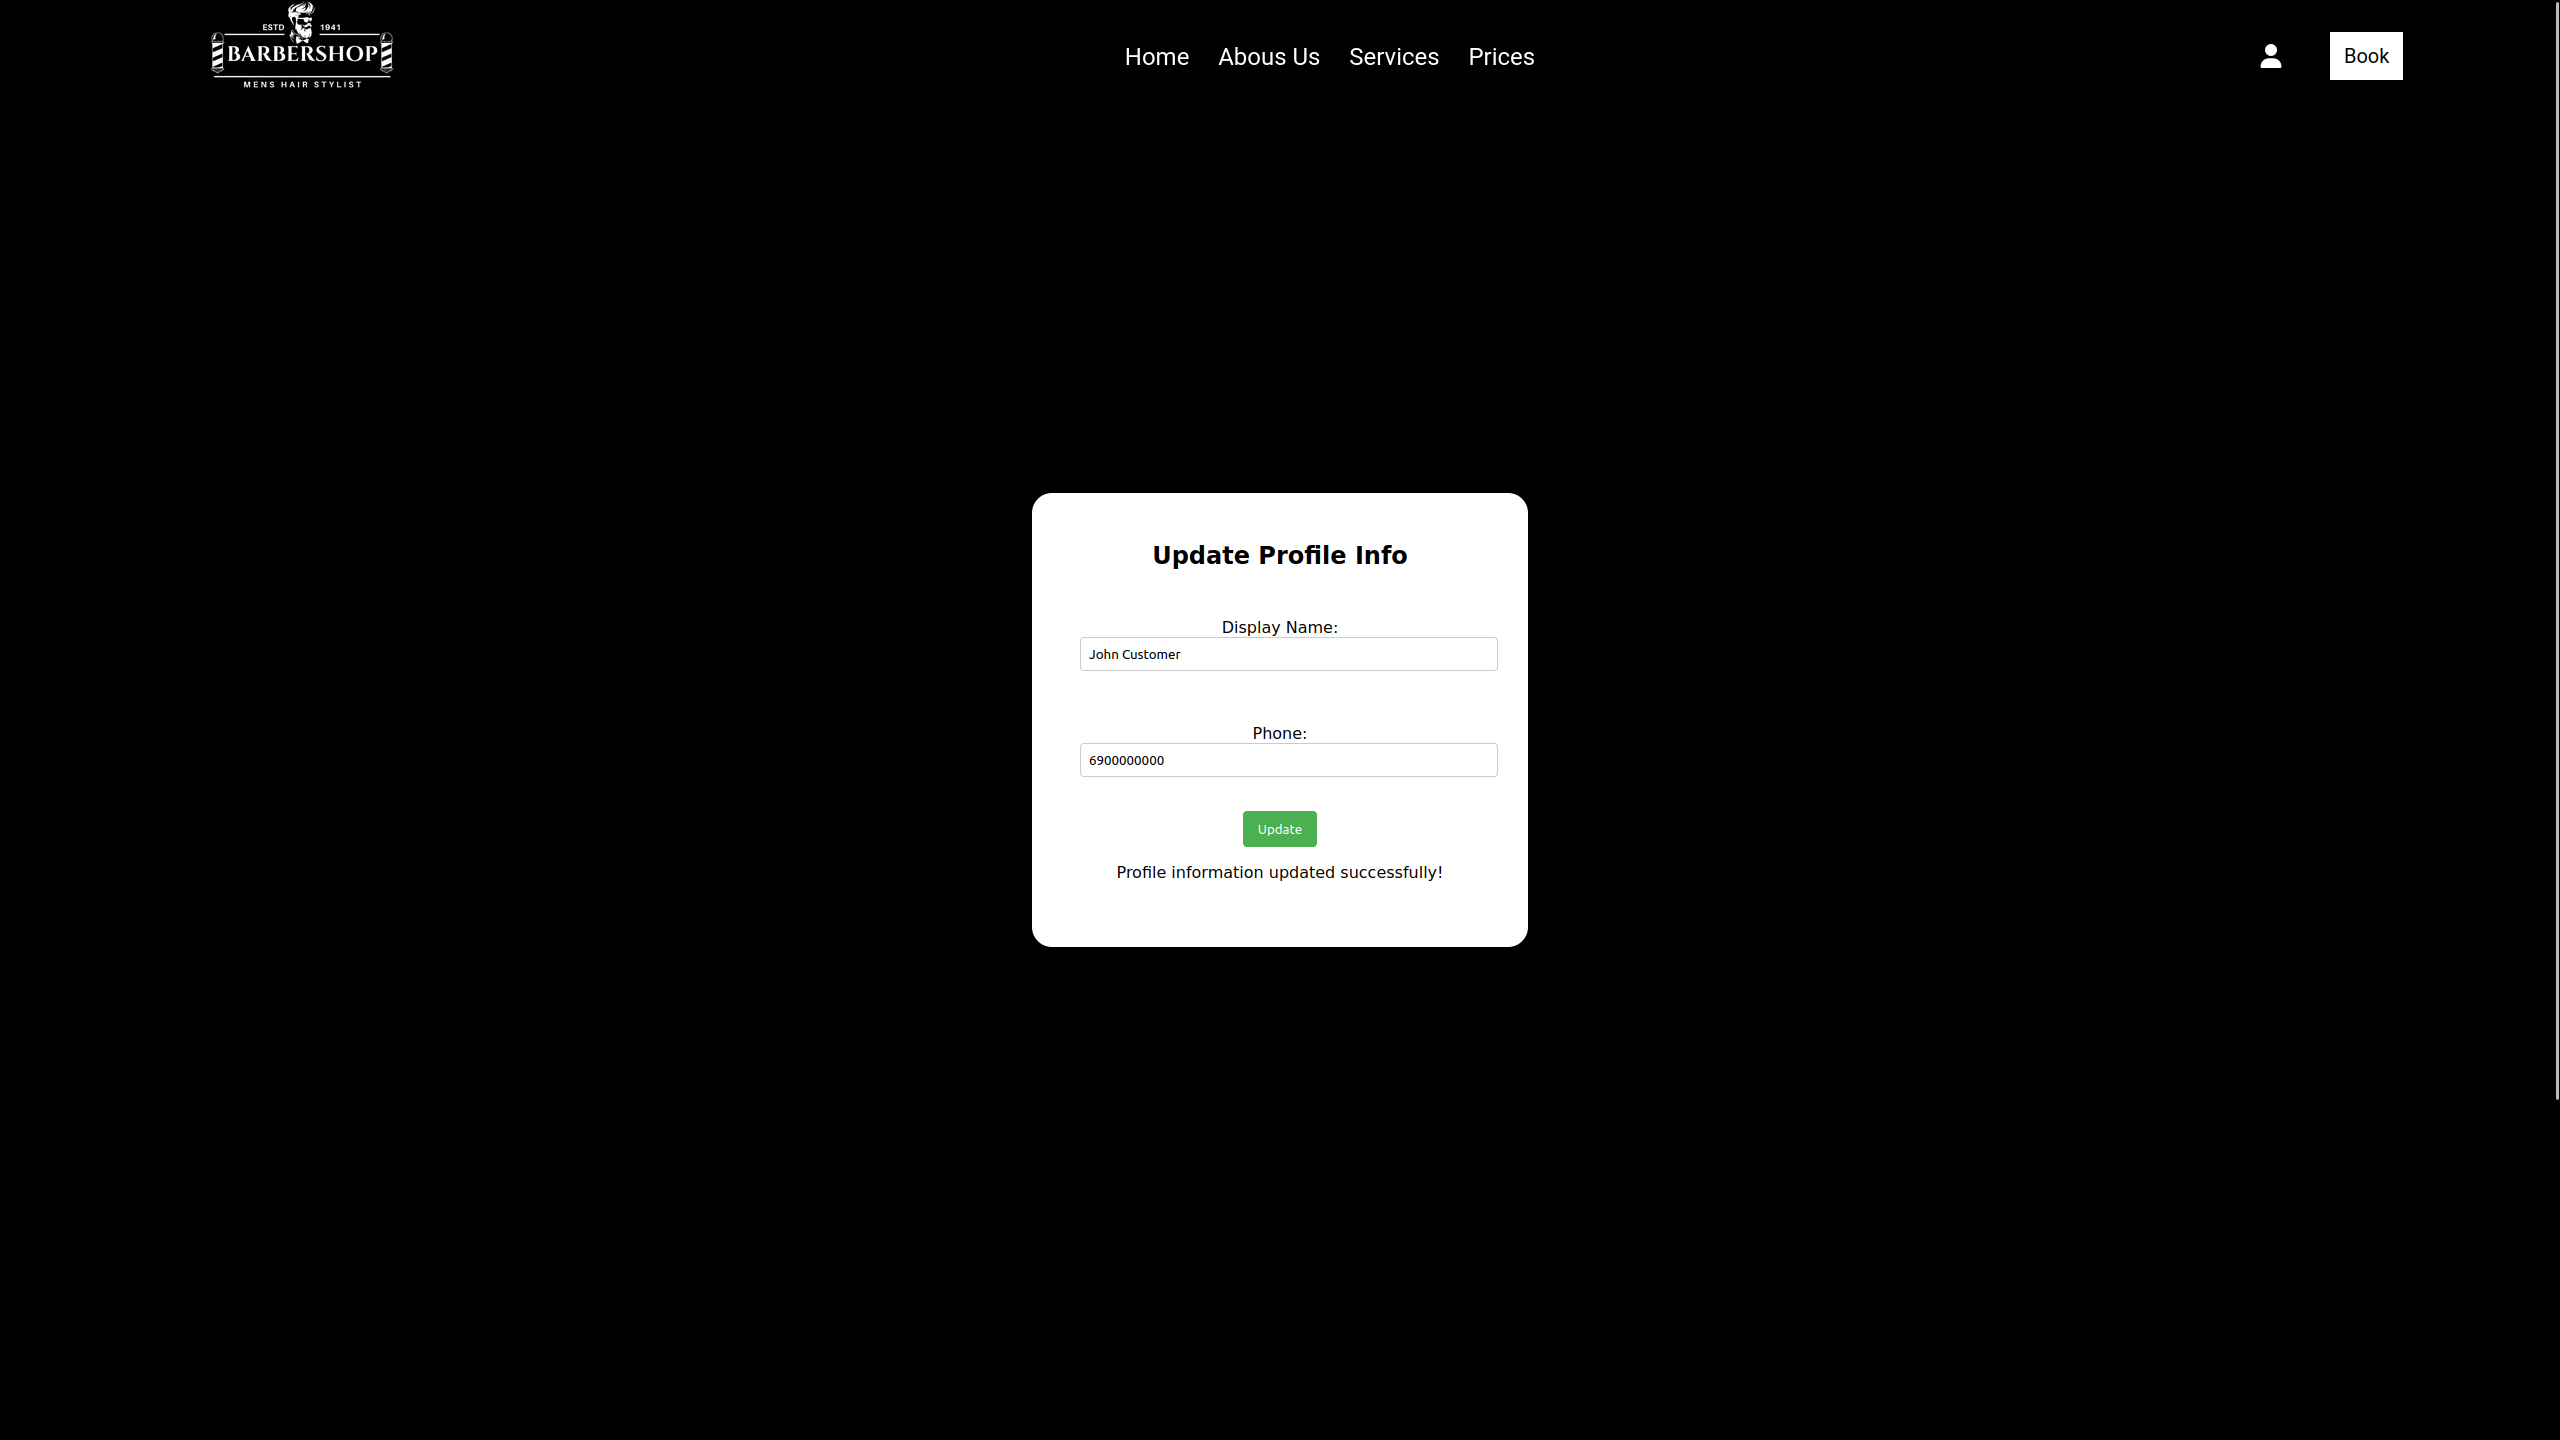 ESTD 1941
BARBERSHOP
MENS HAIR STYLIST
Home Abous Us Services Prices
Book
Update Profile Info
Display Name:
John Customer
Phone:
6900000000
Update
Profile information updated successfully!